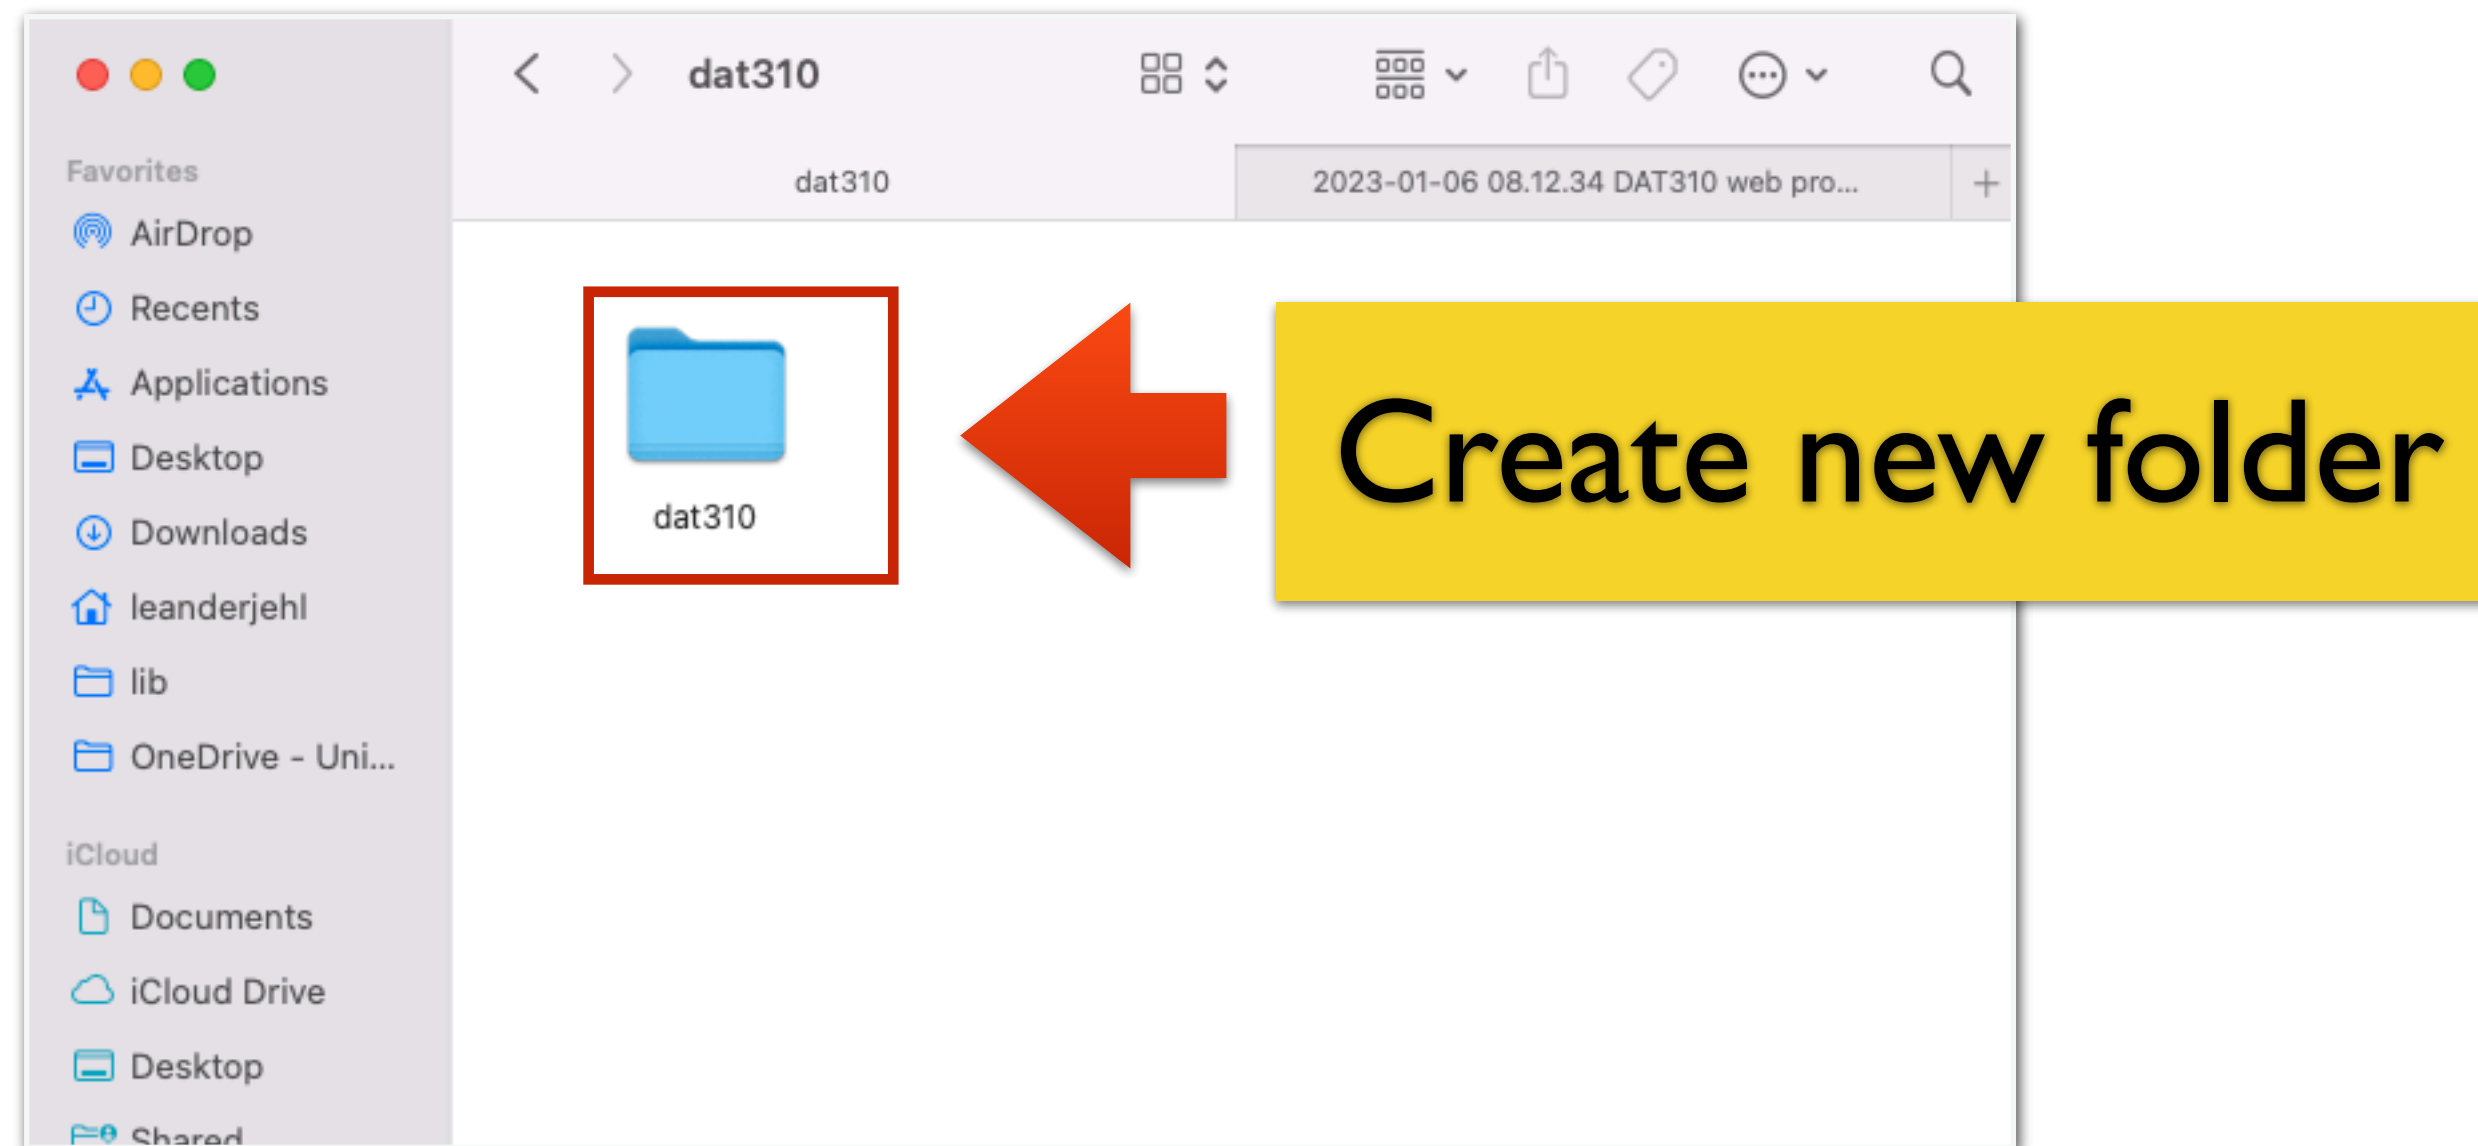 dat310
dat310
2023-01-06 08.12.34 DAT310 web pro...
Favorites
AirDrop
Recents
Applications
Desktop
Downloads
leanderjehl
lib
OneDrive - Uni...
iCloud
Documents
iCloud Drive
Desktop
Shared
dat310
Create new folder